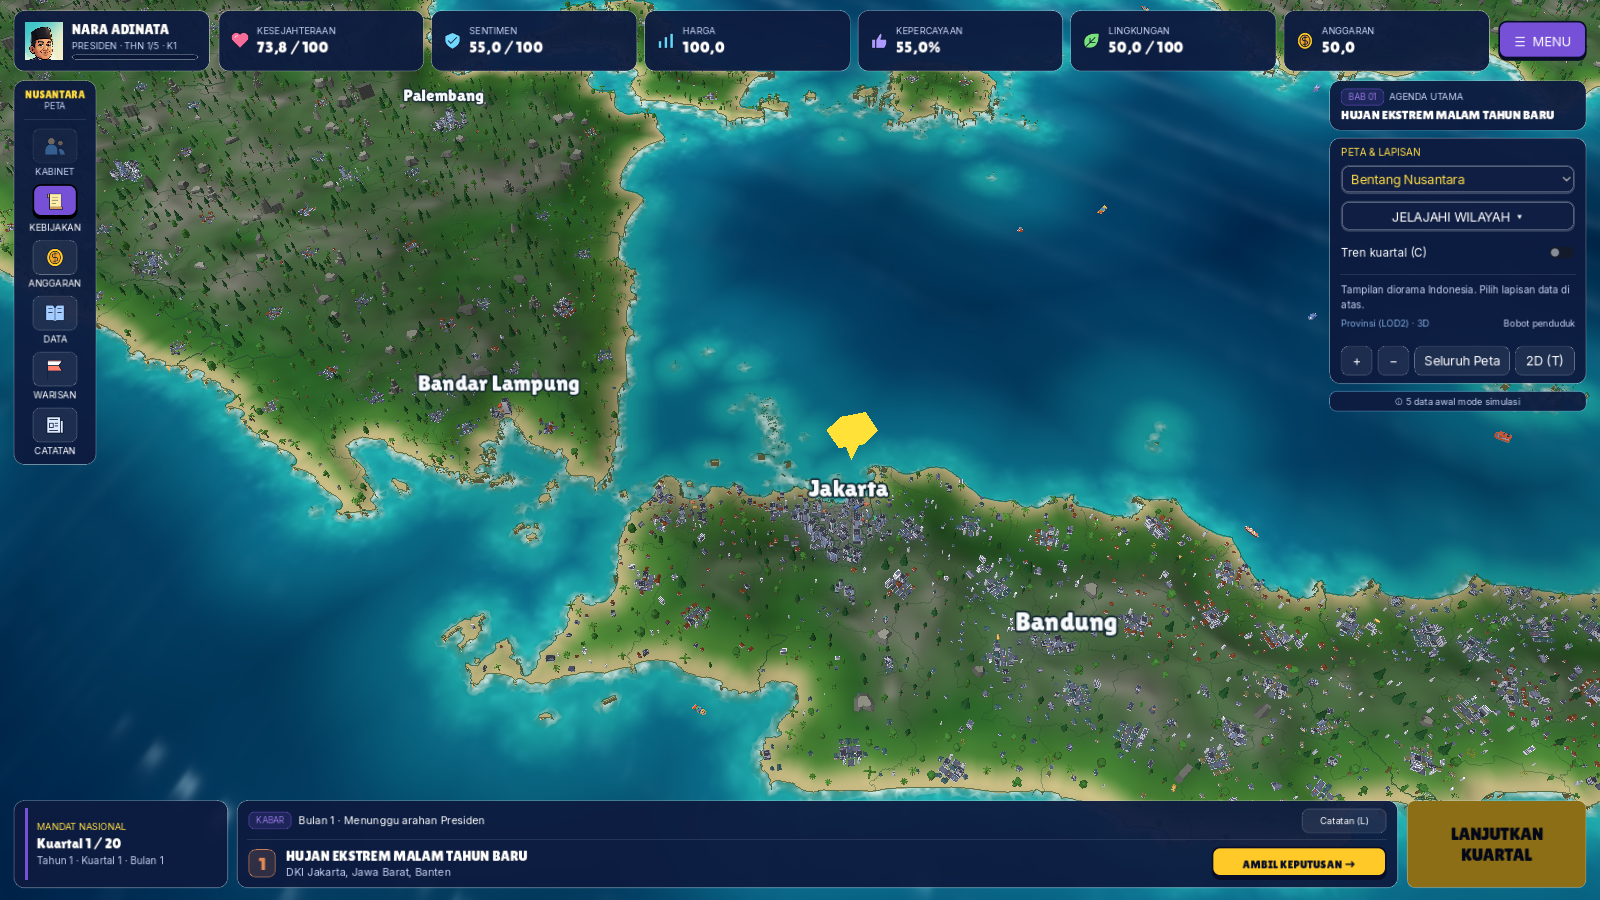 NARA ADINATA
PRESIDEN · THN 1/5 · K1
KESEJAHTERAAN
73,8 / 100
SENTIMEN
55,0 / 100
HARGA
100,0
KEPERCAYAAN
55,0%
LINGKUNGAN
50,0 / 100
ANGGARAN
50,0
☰ MENU
NUSANTARA
PETA
KABINET
KEBIJAKAN
ANGGARAN
DATA
WARISAN
CATATAN
BAB 01 AGENDA UTAMA
HUJAN EKSTREM MALAM TAHUN BARU
PETA & LAPISAN
Bentang Nusantara
JELAJAHI WILAYAH ▾
Tren kuartal (C)
Tampilan diorama Indonesia. Pilih lapisan data di
atas.
Provinsi (LOD2) · 3D Bobot penduduk
+ − Seluruh Peta 2D (T)
5 data awal mode simulasi
Palembang
Bandar Lampung
Jakarta
Bandung
MANDAT NASIONAL
Kuartal 1 / 20
Tahun 1 · Kuartal 1 · Bulan 1
KABAR Bulan 1 · Menunggu arahan Presiden
Catatan (L)
1 HUJAN EKSTREM MALAM TAHUN BARU
DKI Jakarta, Jawa Barat, Banten
AMBIL KEPUTUSAN →
LANJUTKAN
KUARTAL